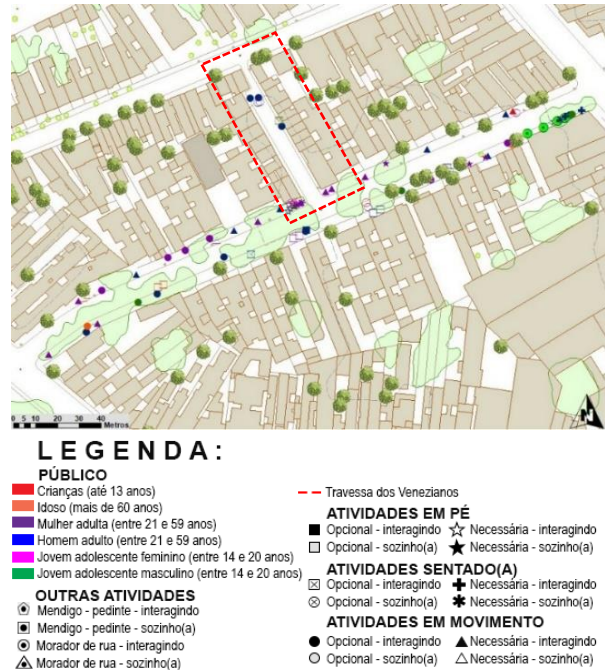 0 5 10 20 30 40
Metros
N
LEGENDA:
PÚBLICO
Crianças (até 13 anos)
Idoso (mais de 60 anos)
Mulher adulta (entre 21 e 59 anos)
Homem adulto (entre 21 e 59 anos)
Jovem adolescente feminino (entre 14 e 20 anos)
Jovem adolescente masculino (entre 14 e 20 anos)
OUTRAS ATIVIDADES
Mendigo - pedinte - interagindo
Mendigo - pedinte - sozinho(a)
Morador de rua - interagindo
Morador de rua - sozinho(a)
Travessa dos Venezianos
ATIVIDADES EM PÉ
Opcional - interagindo Necessária - interagindo
Opcional - sozinho(a) Necessária - sozinho(a)
ATIVIDADES SENTADO(A)
Opcional - interagindo Necessária - interagindo
Opcional - sozinho(a) Necessária - sozinho(a)
ATIVIDADES EM MOVIMENTO
Opcional - interagindo Necessária - interagindo
Opcional - sozinho(a) Necessária - sozinho(a)